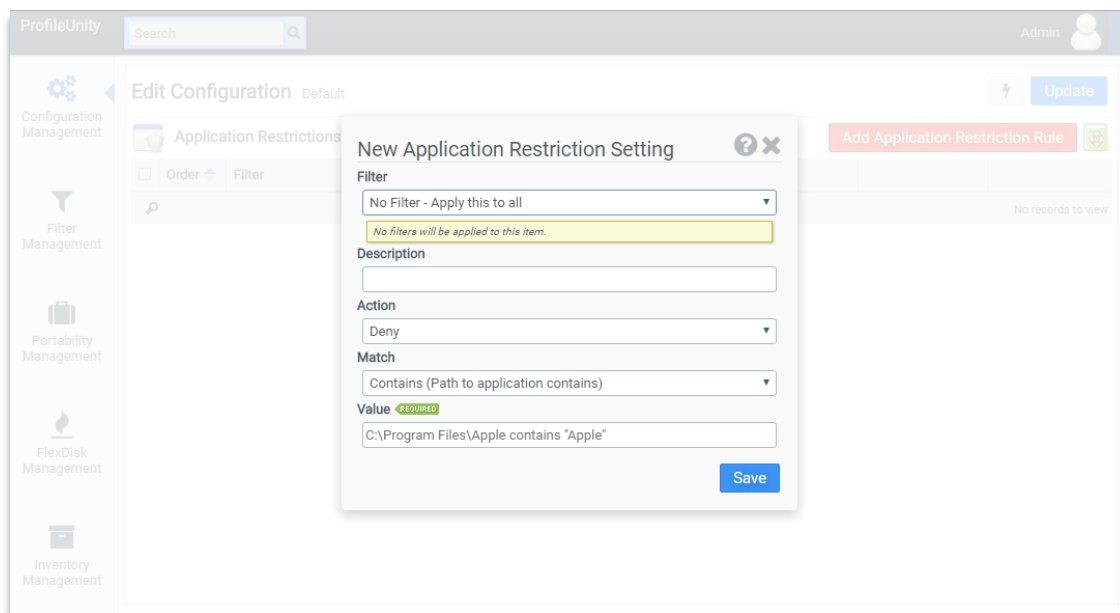 ProfileUnity
Search
Admin
Configuration
Management
Edit Configuration Default
Update
Application Restrictions
Add Application Restriction Rule
Order
Filter
No records to view
New Application Restriction Setting
Filter
No Filter - Apply this to all
No filters will be applied to this item.
Description
Action
Deny
Match
Contains (Path to application contains)
Value REQUIRED
C:\Program Files\Apple contains "Apple"
Save
Filter
Management
Portability
Management
FlexDisk
Management
Inventory
Management